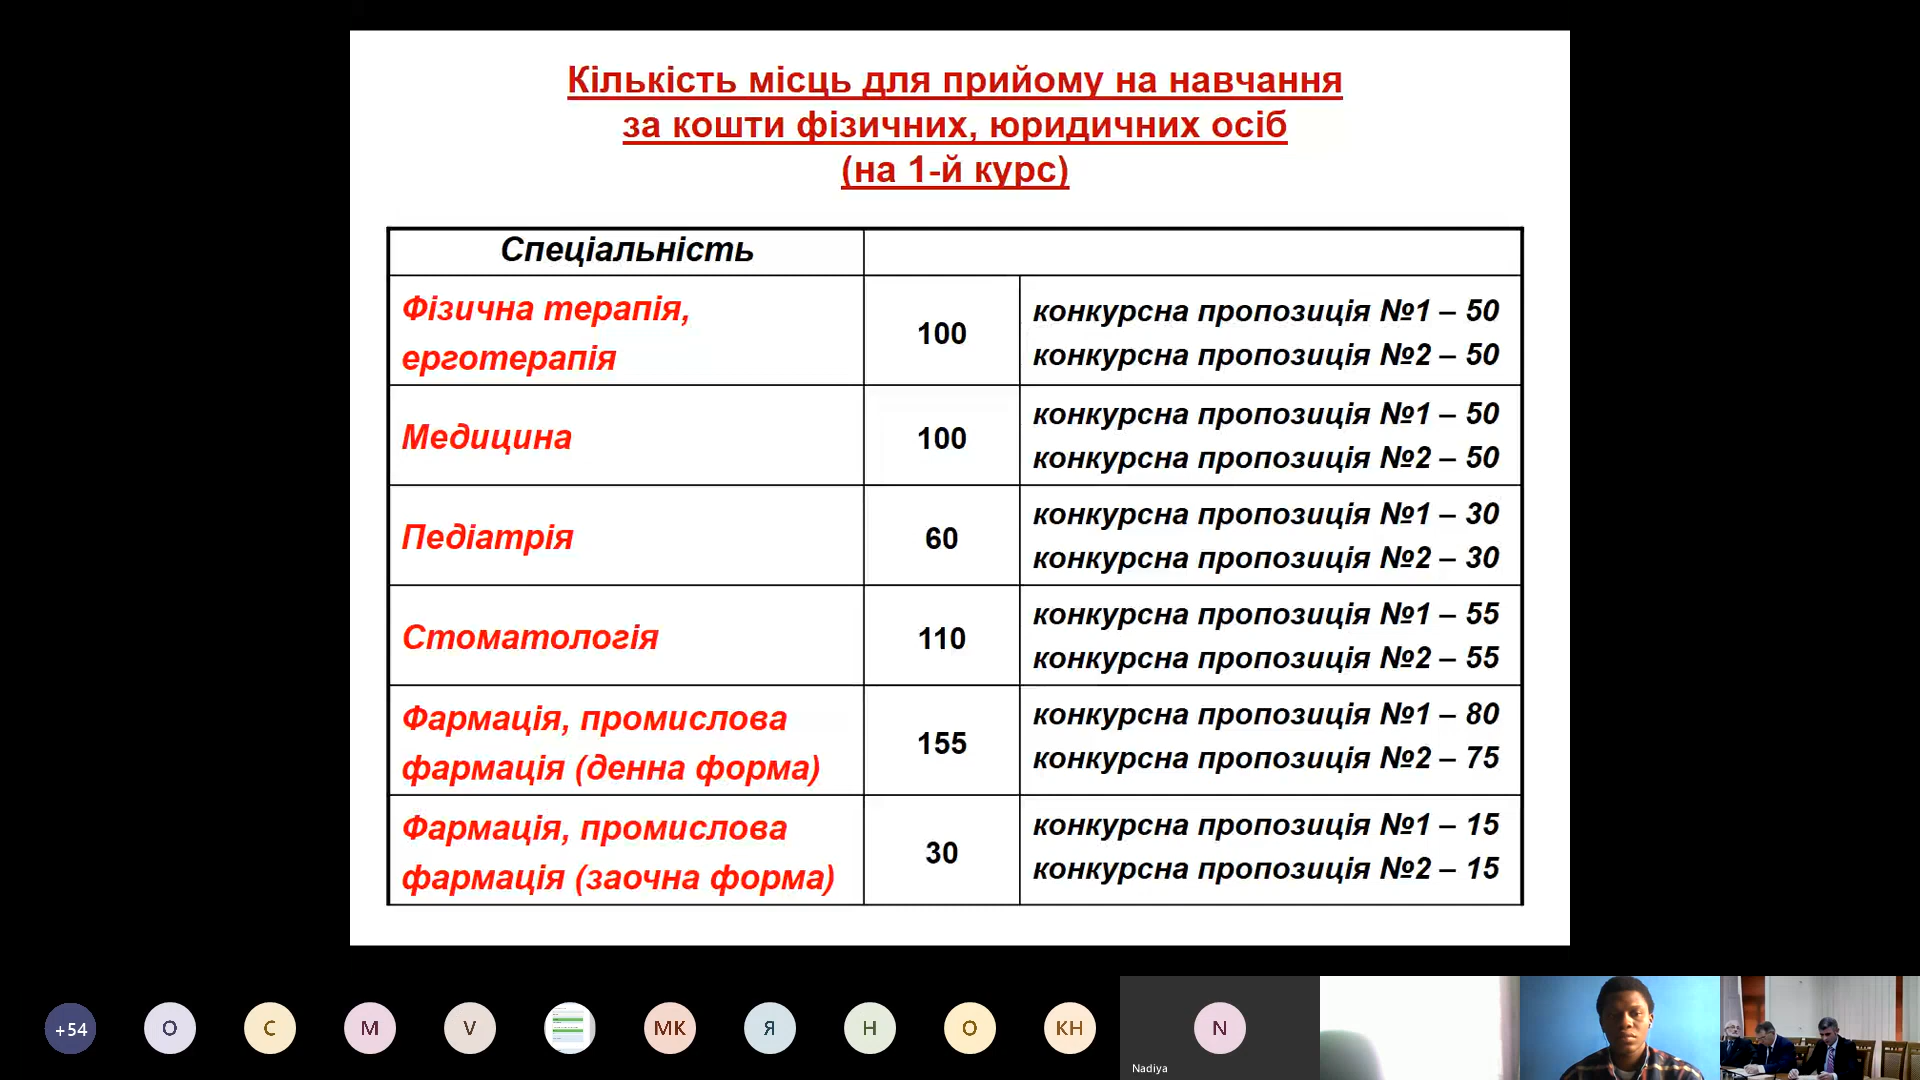 Кількість місць для прийому на навчання
за кошти фізичних, юридичних осіб
(на 1-й курс)
Спеціальність
Фізична терапія,
ерготерапія
100
конкурсна пропозиція №1 – 50
конкурсна пропозиція №2 – 50
Медицина
100
конкурсна пропозиція №1 – 50
конкурсна пропозиція №2 – 50
Педіатрія
60
конкурсна пропозиція №1 – 30
конкурсна пропозиція №2 – 30
Стоматологія
110
конкурсна пропозиція №1 – 55
конкурсна пропозиція №2 – 55
Фармація, промислова
фармація (денна форма)
155
конкурсна пропозиція №1 – 80
конкурсна пропозиція №2 – 75
Фармація, промислова
фармація (заочна форма)
30
конкурсна пропозиція №1 – 15
конкурсна пропозиція №2 – 15
+54
О
С
М
V
МК
Я
Н
О
КН
N
Nadiya